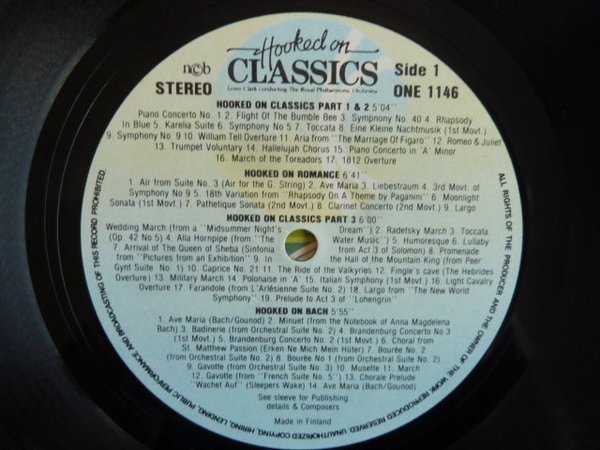 Hooked on
CLASSICS
Louis Clark conducting The Royal Philharmonic Orchestra
ncb
STEREO
Side 1
ONE 1146
HOOKED ON CLASSICS PART 1 & 2 5'04"
Piano Concerto No. 1 2. Flight Of The Bumble Bee 3. Symphony No. 40 4. Rhapsody
In Blue 5. Karelia Suite 6. Symphony No 5 7. Toccata 8. Eine Kleine Nachtmusik (1st Movt.)
9. Symphony No. 9 10. William Tell Overture 11. Aria from "The Marriage Of Figaro" 12. Romeo & Juliet
13. Trumpet Voluntary 14. Hallelujah Chorus 15. Piano Concerto in 'A' Minor
16. March of the Toreadors 17. 1812 Overture
HOOKED ON ROMANCE 6'41"
1. Air from Suite No. 3 (Air for the G. String) 2. Ave Maria 3. Liebestraum 4. 3rd Movt. of
Symphony No 9 5. 18th Variation from "Rhapsody On A Theme by Paganini" 6. Moonlight
Sonata (1st Movt.) 7. Pathetique Sonata (2nd Movt.) 8. Clarinet Concerto (2nd Movt.) 9. Largo
HOOKED ON CLASSICS PART 3 6'00"
Wedding March (from a "Midsummer Night's Dream") 2. Radetsky March 3. Toccata
(Op. 42 No 5) 4. Alla Hornpipe (from "The Water Music") 5. Humoresque 6. Lullaby
7. Arrival of The Queen of Sheba (Sinfonia from Act 3 of Solomon) 8. Promenade
from "Pictures from an Exhibition" 9. In the Hall of the Mountain King (from Peer
Gynt Suite No. 1) 10. Caprice No. 21 11 The Ride of the Valkyries 12. Fingle's cave (The Hebrides
Overture) 13. Military March 14. Polonaise in 'A' 15. Italian Symphony (1st Movt.) 16. Light Cavalry
Overture 17. Farandole (from L'Arlésienne Suite No. 2) 18. Largo from "The New World
Symphony" 19. Prelude to Act 3 of "Lohengrin"
HOOKED ON BACH 5'55"
1. Ave Maria (Bach/Gounod) 2. Minuet (from the Notebook of Anna Magdelena
Bach) 3. Badinerie (from Orchestral Suite No. 2) 4. Brandenburg Concerto No 3
(1st Movt.) 5. Brandenburg Concerto No. 2 (1st Movt.) 6. Choral from
St. Matthew Passion (Erken Ne Mich Mein Hüter) 7. Bourée No. 2
(from Orchestral Suite No. 2) 8. Bourée No 1 (from Orchestral Suite No. 2)
9. Gavotte (from Orchestral Suite No. 3) 10. Musette 11. March
12. Gavotte (from "French Suite No. 5") 13. Chorale Prelude
"Wachet Auf" (Sleepers Wake) 14. Ave Maria (Bach/Gounod)
See sleeve for Publishing
details & Composers
Made in Finland
ALL RIGHTS OF THE PRODUCER AND THE OWNER OF THE WORK REPRODUCED RESERVED. UNAUTHORIZED COPYING, HIRING, LENDING, PUBLIC PERFORMANCE AND BROADCASTING OF THIS RECORD PROHIBITED